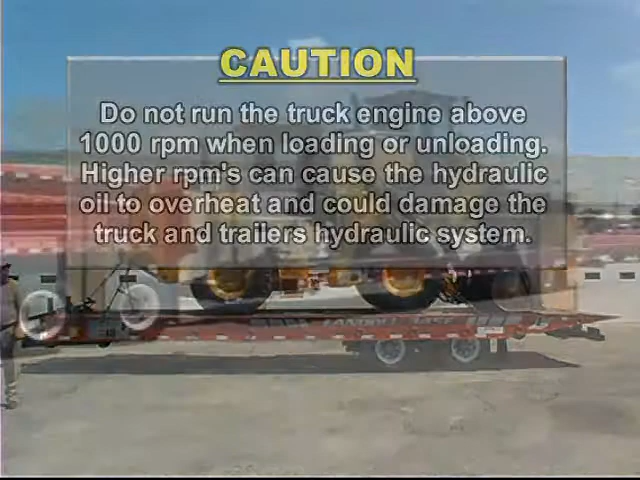 CAUTION
Do not run the truck engine above
1000 rpm when loading or unloading.
Higher rpm's can cause the hydraulic
oil to overheat and could damage the
truck and trailers hydraulic system.